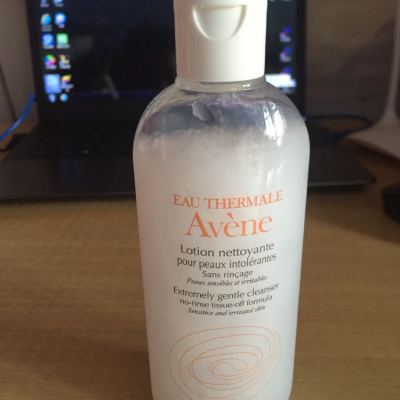 EAU THERMALE
Avène
Lotion nettoyante
pour peaux intolérantes
Sans rinçage
Peaux sensibles et irritables
Extremely gentle cleanser
no-rinse tissue-off formula
Sensitive and irritated skin